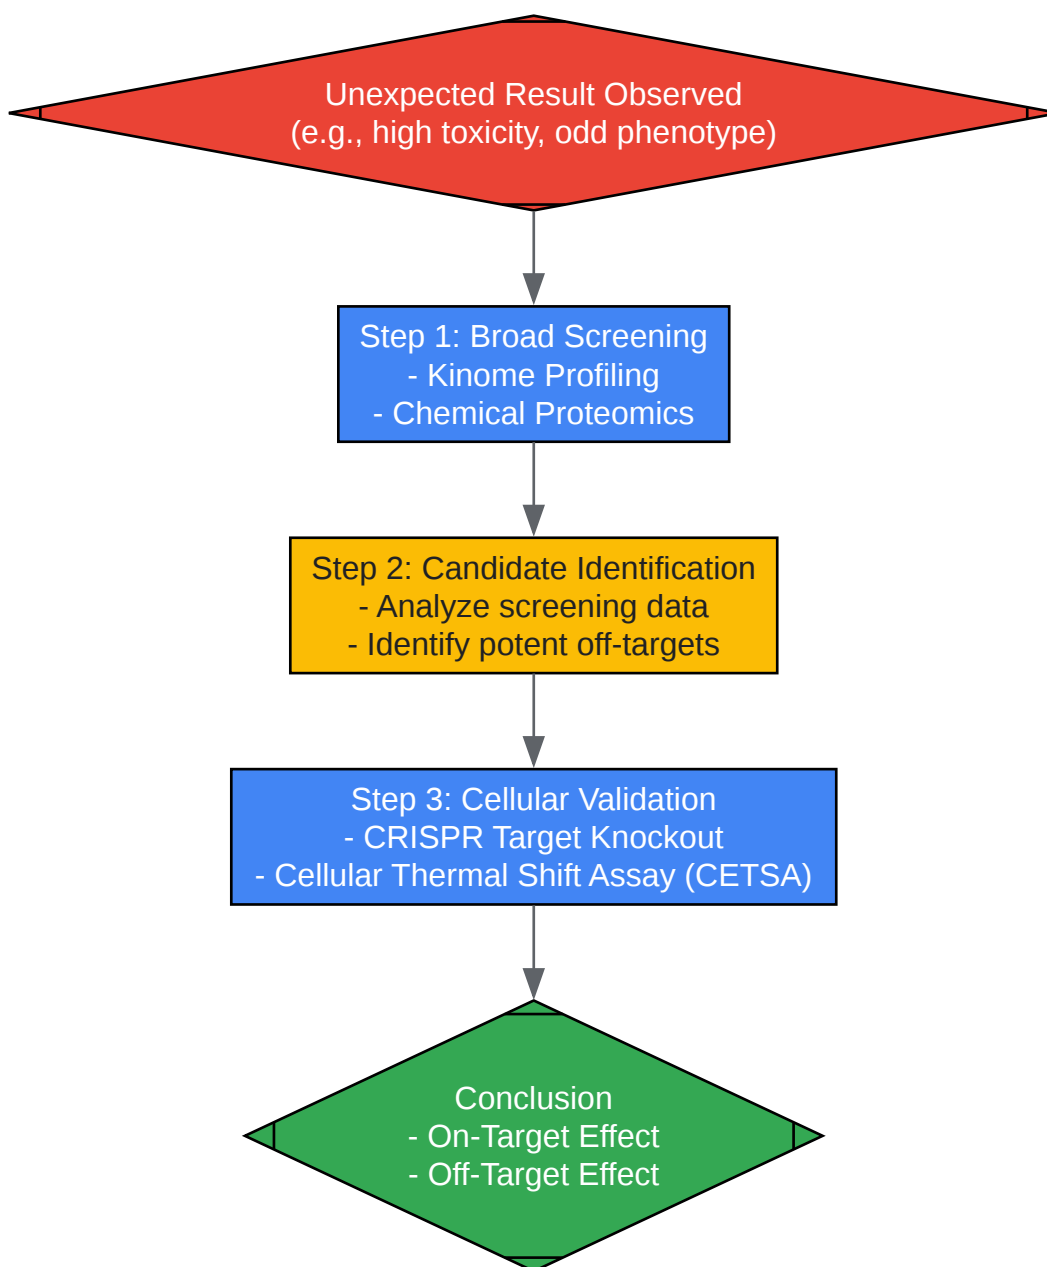 Unexpected Result Observed
(e.g., high toxicity, odd phenotype)
Step 1: Broad Screening
- Kinome Profiling
- Chemical Proteomics
Step 2: Candidate Identification
- Analyze screening data
- Identify potent off-targets
Step 3: Cellular Validation
- CRISPR Target Knockout
- Cellular Thermal Shift Assay (CETSA)
Conclusion
- On-Target Effect
- Off-Target Effect